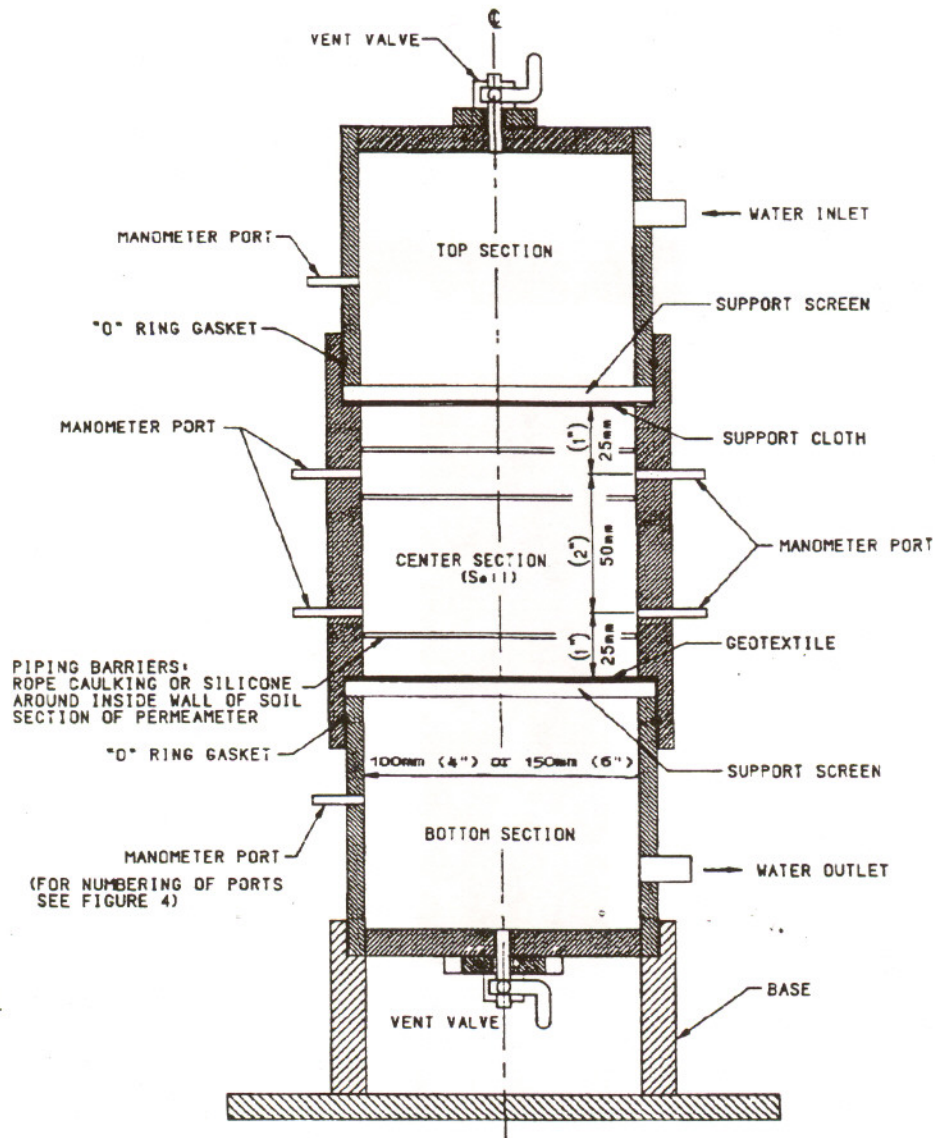 ℄
VENT VALVE
WATER INLET
TOP SECTION
MANOMETER PORT
SUPPORT SCREEN
"O" RING GASKET
MANOMETER PORT
(1")
25mm
SUPPORT CLOTH
(2")
50mm
CENTER SECTION
(Soil)
MANOMETER PORT
(1")
25mm
GEOTEXTILE
PIPING BARRIERS:
ROPE CAULKING OR SILICONE
AROUND INSIDE WALL OF SOIL
SECTION OF PERMEAMETER
"O" RING GASKET
100mm (4") or 150mm (6")
SUPPORT SCREEN
BOTTOM SECTION
MANOMETER PORT
(FOR NUMBERING OF PORTS
SEE FIGURE 4)
WATER OUTLET
BASE
VENT VALVE